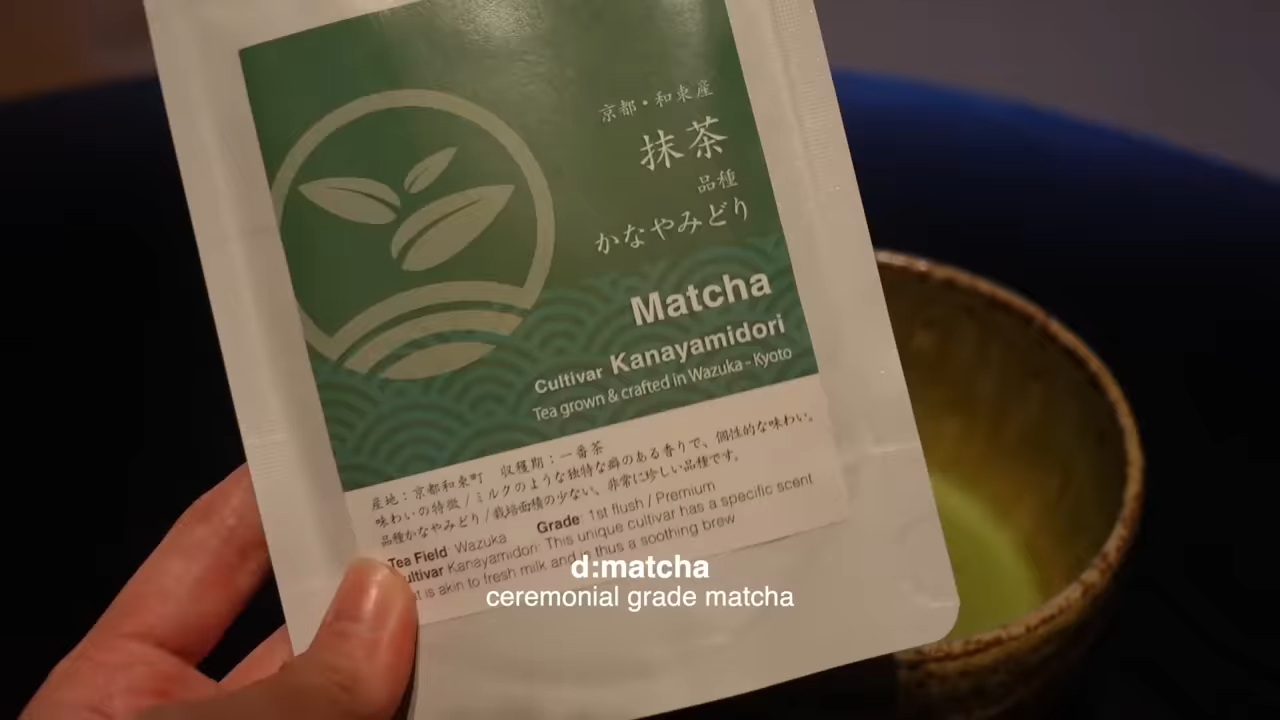 京都・和束産
抹茶
品種
かなやみどり
Matcha
Cultivar Kanayamidori
Tea grown & crafted in Wazuka - Kyoto
産地：京都和束町 収穫期：一番茶
味わいの特徴／ミルクのような独特な癖のある香りで、個性的な味わい。
品種かなやみどり／栽培面積の少ない、非常に珍しい品種です。
Tea Field: Wazuka Grade: 1st flush / Premium
Cultivar Kanayamidori: This unique cultivar has a specific scent
is akin to fresh milk and is thus a soothing brew
d:matcha
ceremonial grade matcha